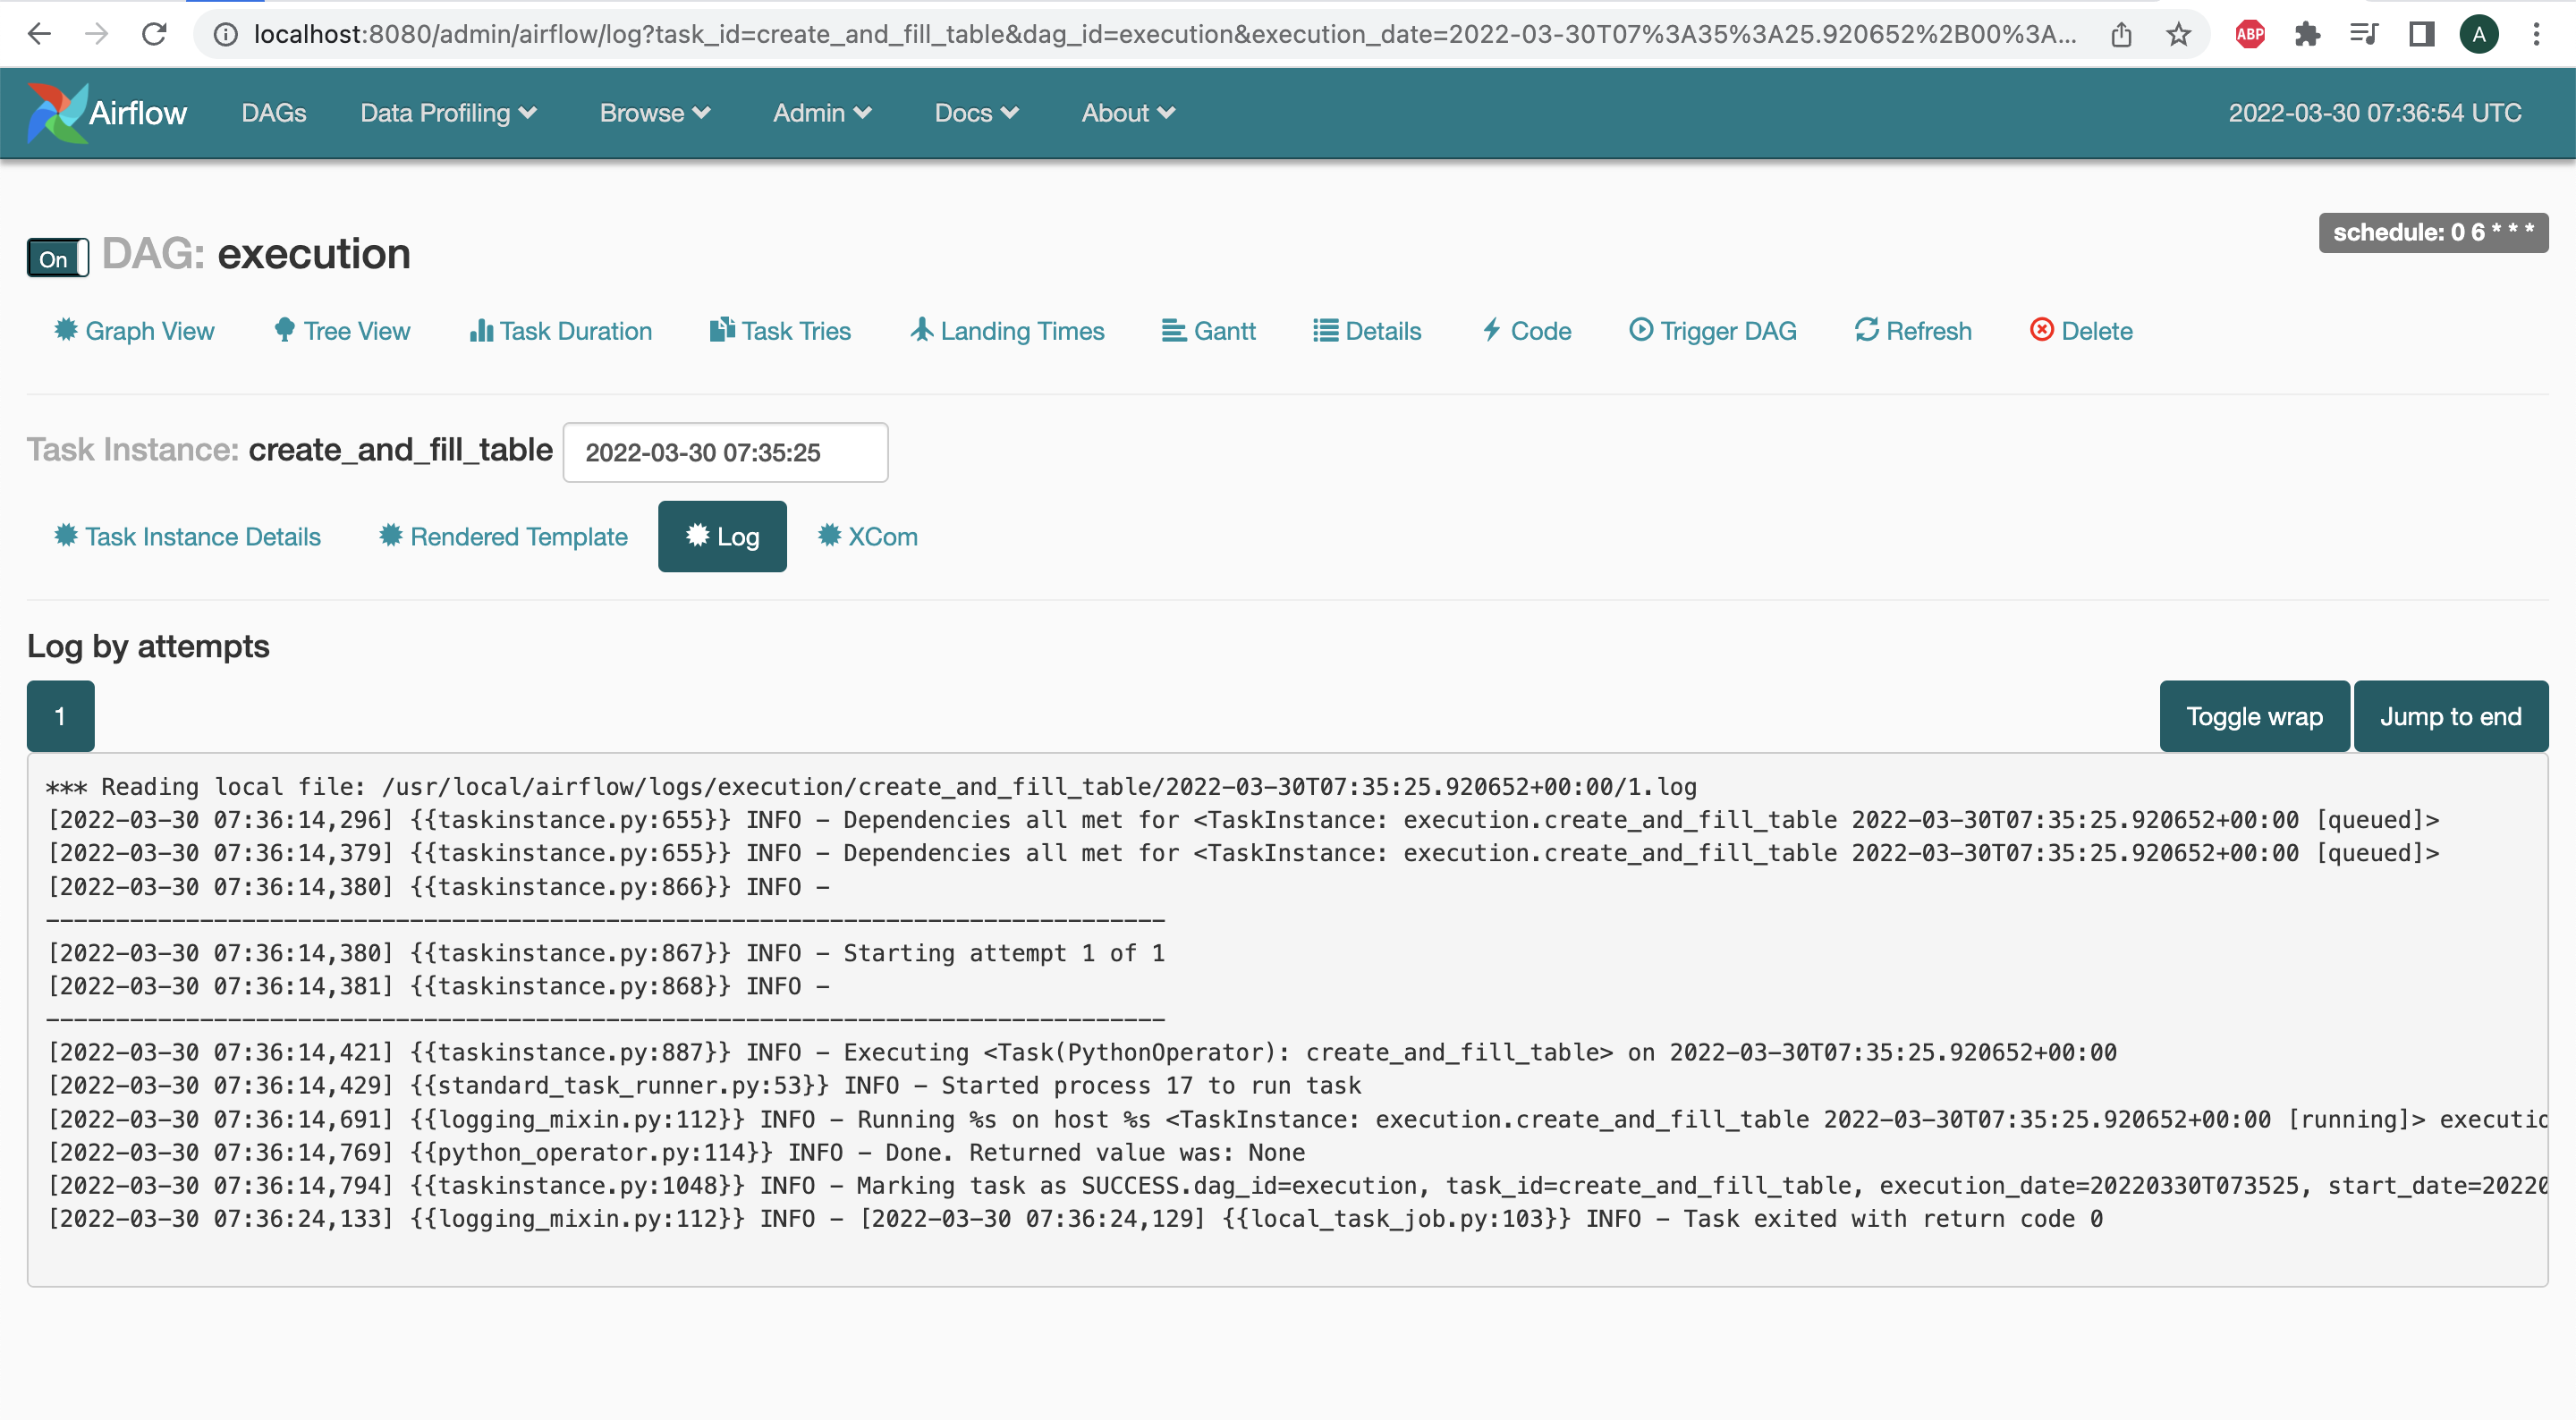 localhost:8080/admin/airflow/log?task_id=create_and_fill_table&dag_id=execution&execution_date=2022-03-30T07%3A35%3A25.920652%2B00%3A...
ABP
A
Airflow DAGs Data Profiling Browse Admin Docs About 2022-03-30 07:36:54 UTC
schedule: 0 6 * * *
On DAG: execution
Graph View Tree View Task Duration Task Tries Landing Times Gantt Details Code Trigger DAG Refresh Delete
Task Instance: create_and_fill_table 2022-03-30 07:35:25
Task Instance Details Rendered Template Log XCom
Log by attempts
1 Toggle wrap Jump to end
*** Reading local file: /usr/local/airflow/logs/execution/create_and_fill_table/2022-03-30T07:35:25.920652+00:00/1.log
[2022-03-30 07:36:14,296] {{taskinstance.py:655}} INFO - Dependencies all met for <TaskInstance: execution.create_and_fill_table 2022-03-30T07:35:25.920652+00:00 [queued]>
[2022-03-30 07:36:14,379] {{taskinstance.py:655}} INFO - Dependencies all met for <TaskInstance: execution.create_and_fill_table 2022-03-30T07:35:25.920652+00:00 [queued]>
[2022-03-30 07:36:14,380] {{taskinstance.py:866}} INFO -
--------------------------------------------------------------------------------
[2022-03-30 07:36:14,380] {{taskinstance.py:867}} INFO - Starting attempt 1 of 1
[2022-03-30 07:36:14,381] {{taskinstance.py:868}} INFO -
--------------------------------------------------------------------------------
[2022-03-30 07:36:14,421] {{taskinstance.py:887}} INFO - Executing <Task(PythonOperator): create_and_fill_table> on 2022-03-30T07:35:25.920652+00:00
[2022-03-30 07:36:14,429] {{standard_task_runner.py:53}} INFO - Started process 17 to run task
[2022-03-30 07:36:14,691] {{logging_mixin.py:112}} INFO - Running %s on host %s <TaskInstance: execution.create_and_fill_table 2022-03-30T07:35:25.920652+00:00 [running]> executio
[2022-03-30 07:36:14,769] {{python_operator.py:114}} INFO - Done. Returned value was: None
[2022-03-30 07:36:14,794] {{taskinstance.py:1048}} INFO - Marking task as SUCCESS.dag_id=execution, task_id=create_and_fill_table, execution_date=20220330T073525, start_date=20220
[2022-03-30 07:36:24,133] {{logging_mixin.py:112}} INFO - [2022-03-30 07:36:24,129] {{local_task_job.py:103}} INFO - Task exited with return code 0